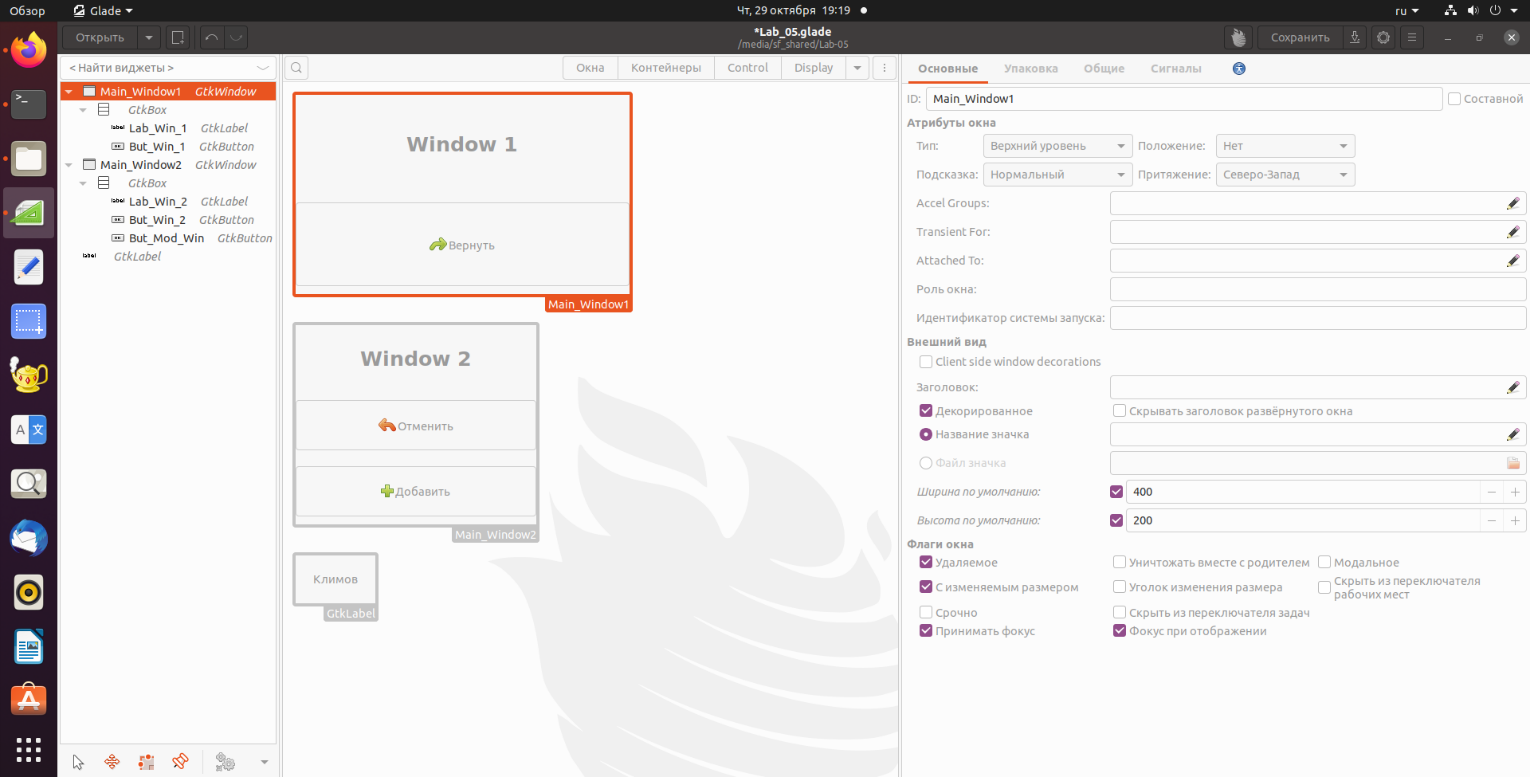 Обзор Glade Чт, 29 октября 19:19 ru
Открыть *Lab_05.glade Сохранить
/media/sf_shared/Lab-05
< Найти виджеты > Окна Контейнеры Control Display Основные Упаковка Общие Сигналы
Main_Window1 GtkWindow
GtkBox
label Lab_Win_1 GtkLabel
But_Win_1 GtkButton
Main_Window2 GtkWindow
GtkBox
label Lab_Win_2 GtkLabel
But_Win_2 GtkButton
But_Mod_Win GtkButton
label GtkLabel
Window 1
Вернуть
Main_Window1
Window 2
Отменить
Добавить
Main_Window2
Климов
GtkLabel
ID: Main_Window1 Составной
Атрибуты окна
Тип: Верхний уровень Положение: Нет
Подсказка: Нормальный Притяжение: Северо-Запад
Accel Groups:
Transient For:
Attached To:
Роль окна:
Идентификатор системы запуска:
Внешний вид
Client side window decorations
Заголовок:
Декорированное Скрывать заголовок развёрнутого окна
Название значка
Файл значка
Ширина по умолчанию: 400
Высота по умолчанию: 200
Флаги окна
Удаляемое Уничтожать вместе с родителем Модальное
С изменяемым размером Уголок изменения размера Скрыть из переключателя
рабочих мест
Срочно Скрыть из переключателя задач
Принимать фокус Фокус при отображении